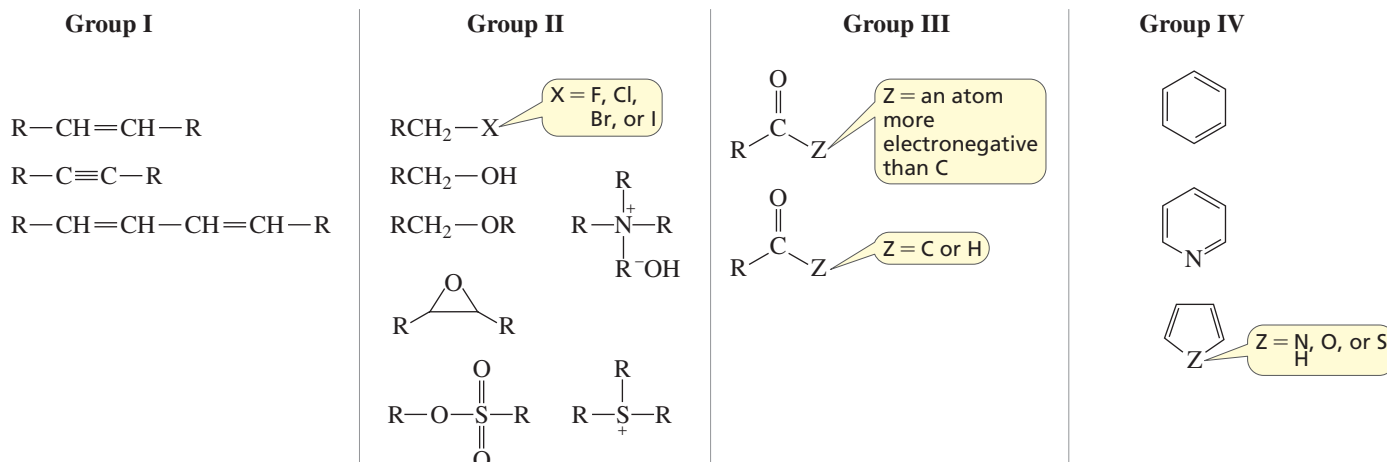 Group I
R—CH=CH—R
R—C≡C—R
R—CH=CH—CH=CH—R
Group II
X = F, Cl,
Br, or I
RCH₂—X
RCH₂—OH
RCH₂—OR
R
R—N—R
+
R ⁻OH
O
R
R
O
R—O—S—R
O
R
R—S—R
+
Group III
O
C
R
Z
Z = an atom
more
electronegative
than C
O
C
R
Z
Z = C or H
Group IV
N
Z
Z = N, O, or S
H